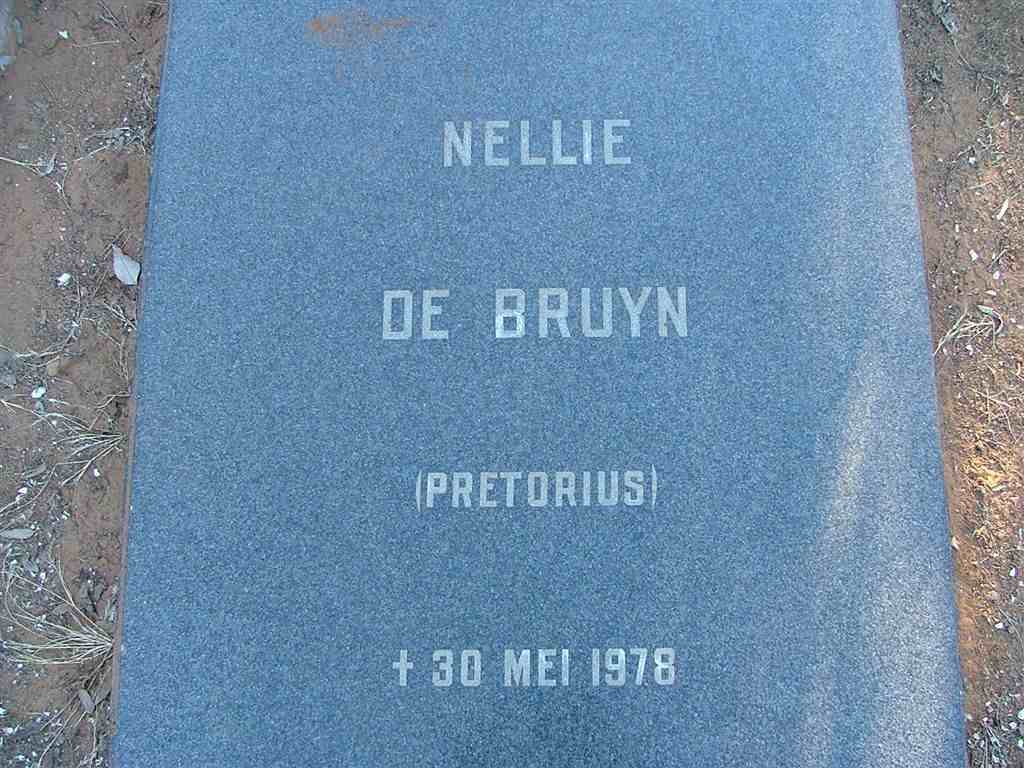 NELLIE
DE BRUYN
(PRETORIUS)
† 30 MEI 1978